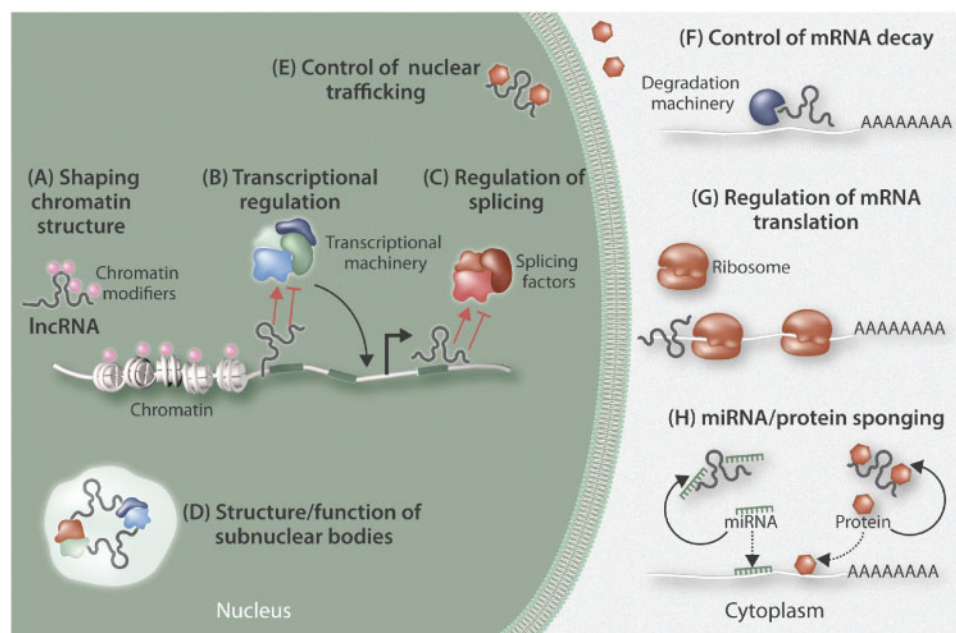 (E) Control of nuclear
trafficking
(A) Shaping
chromatin
structure
Chromatin
modifiers
lncRNA
(B) Transcriptional
regulation
Transcriptional
machinery
(C) Regulation of
splicing
Splicing
factors
Chromatin
(D) Structure/function of
subnuclear bodies
Nucleus
(F) Control of mRNA decay
Degradation
machinery
AAAAAAAA
(G) Regulation of mRNA
translation
Ribosome
AAAAAAAA
(H) miRNA/protein sponging
miRNA
Protein
AAAAAAAA
Cytoplasm